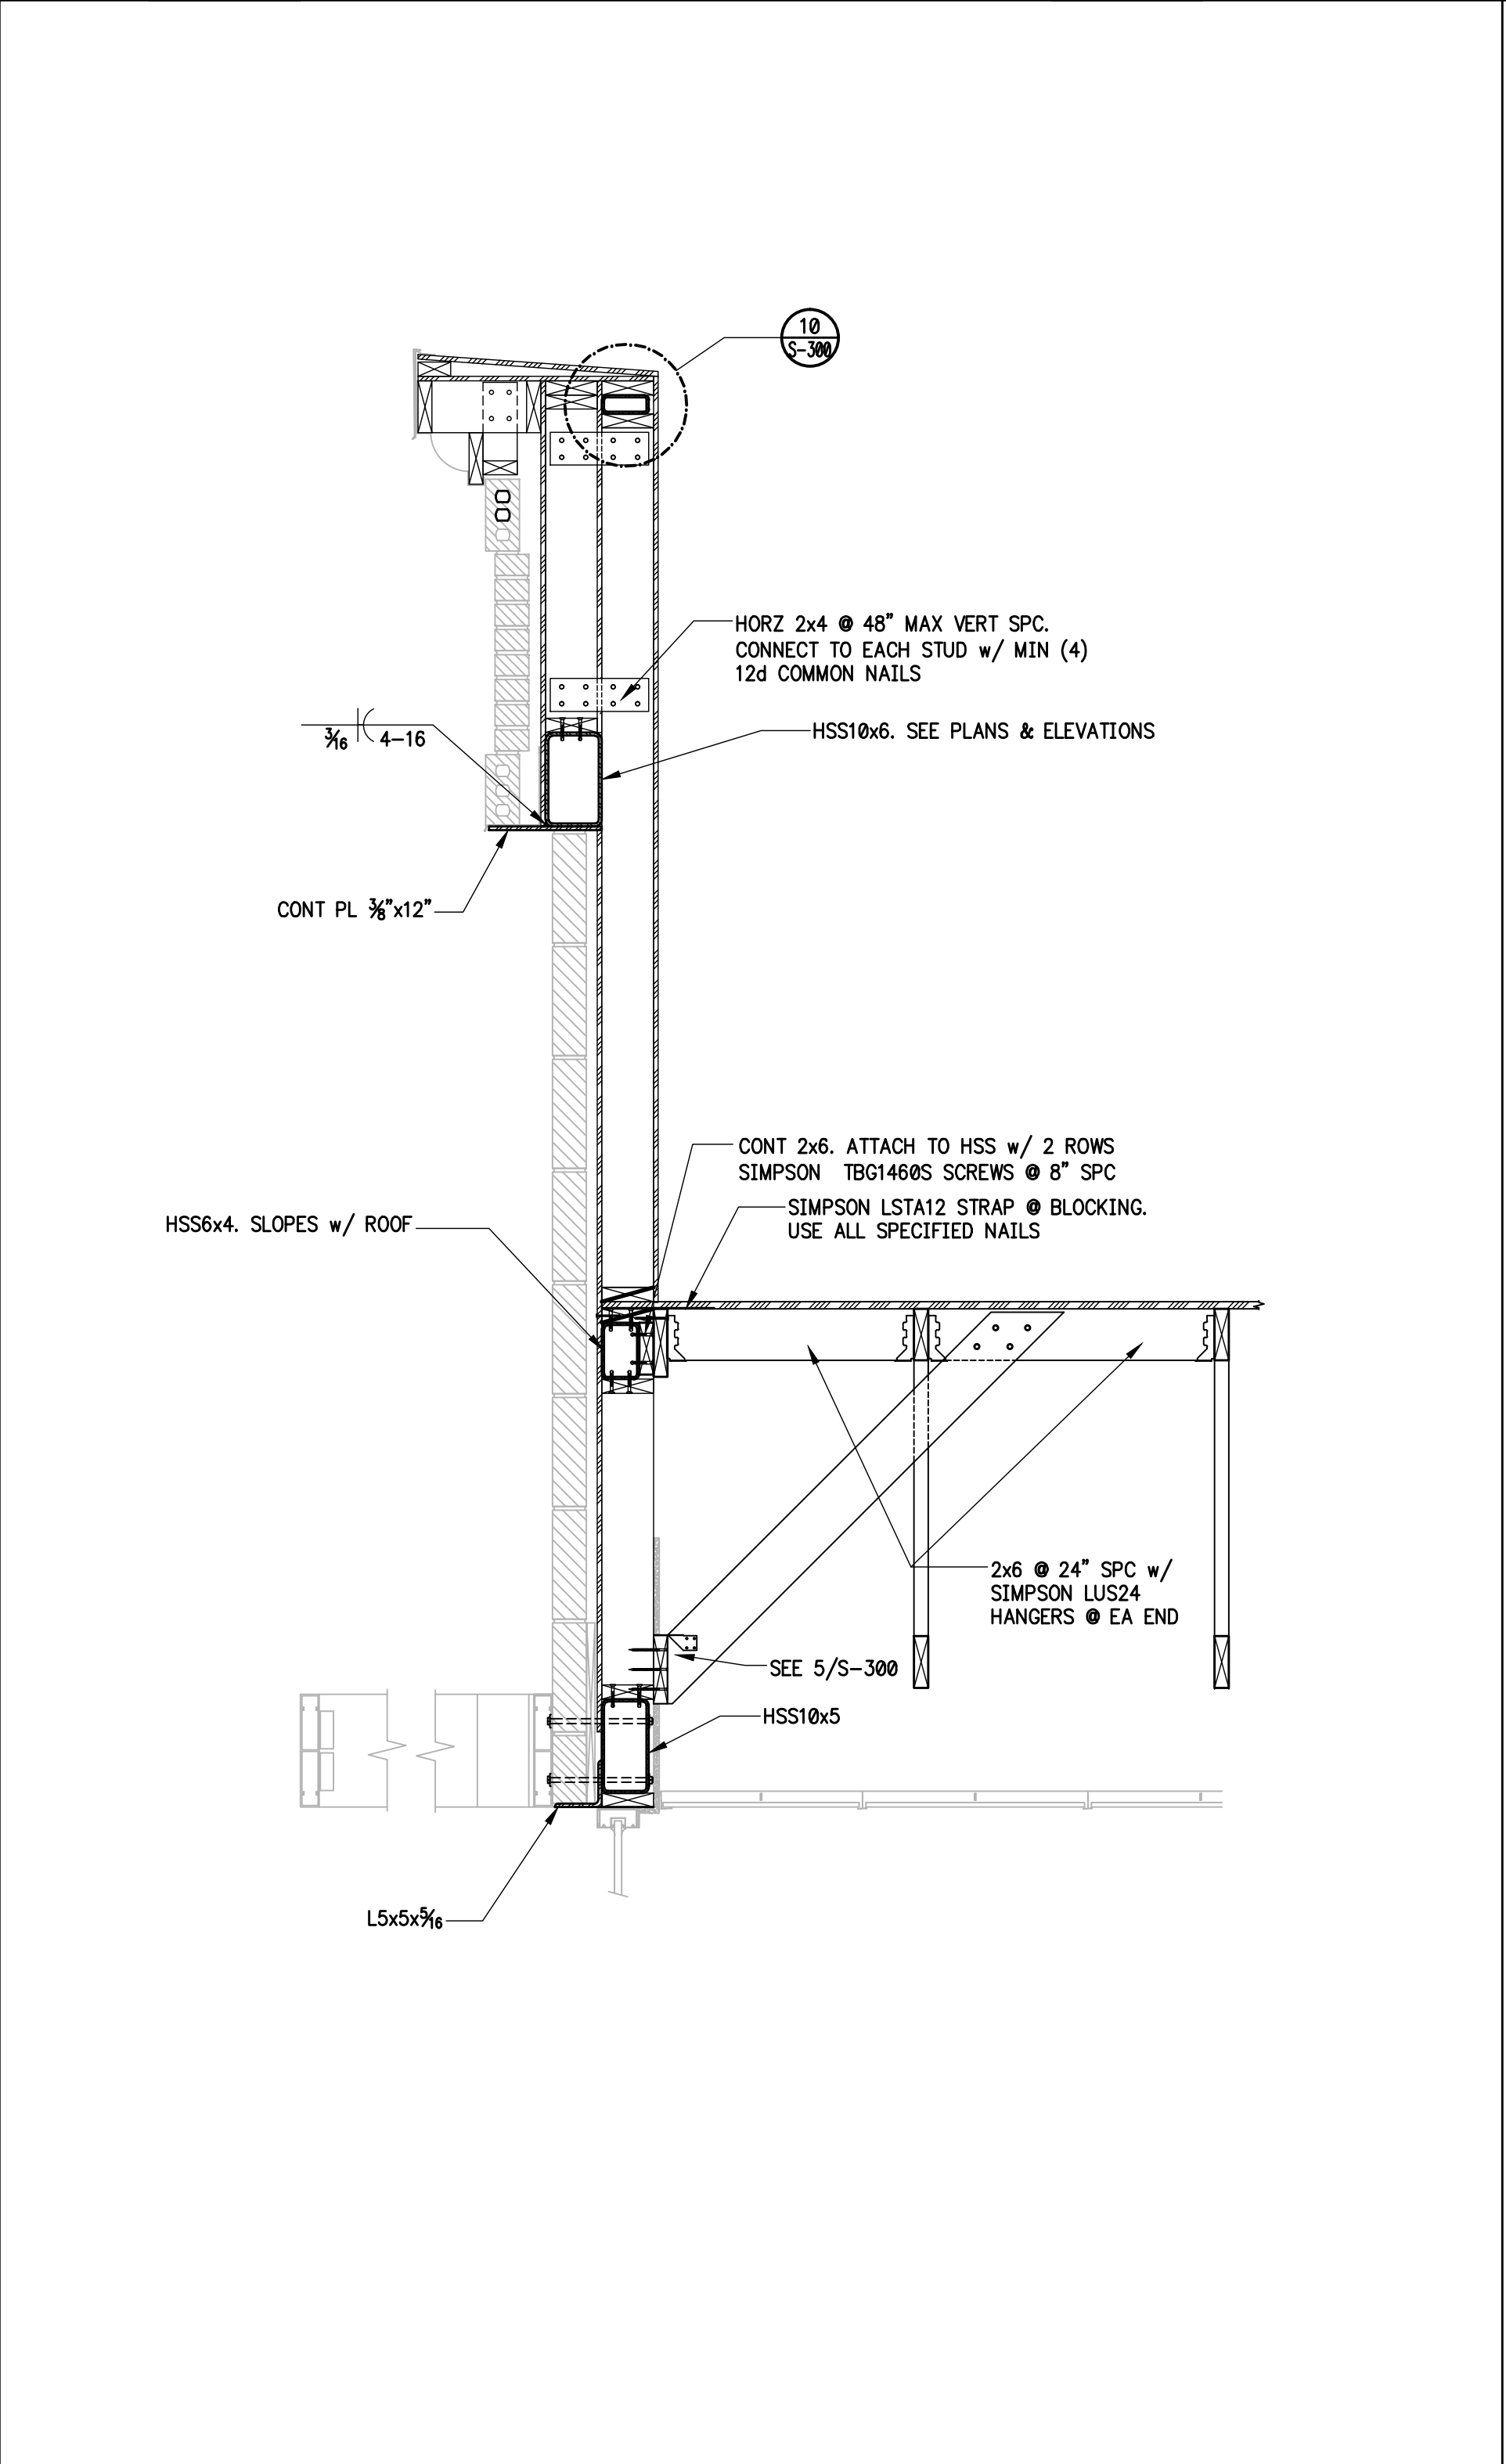 10
S-300
HORZ 2x4 @ 48" MAX VERT SPC.
CONNECT TO EACH STUD w/ MIN (4)
12d COMMON NAILS
3/16 4-16
HSS10x6. SEE PLANS & ELEVATIONS
CONT PL 3/8"x12"
CONT 2x6. ATTACH TO HSS w/ 2 ROWS
SIMPSON TBG1460S SCREWS @ 8" SPC
SIMPSON LSTA12 STRAP @ BLOCKING.
USE ALL SPECIFIED NAILS
HSS6x4. SLOPES w/ ROOF
2x6 @ 24" SPC w/
SIMPSON LUS24
HANGERS @ EA END
SEE 5/S-300
HSS10x5
L5x5x5/16